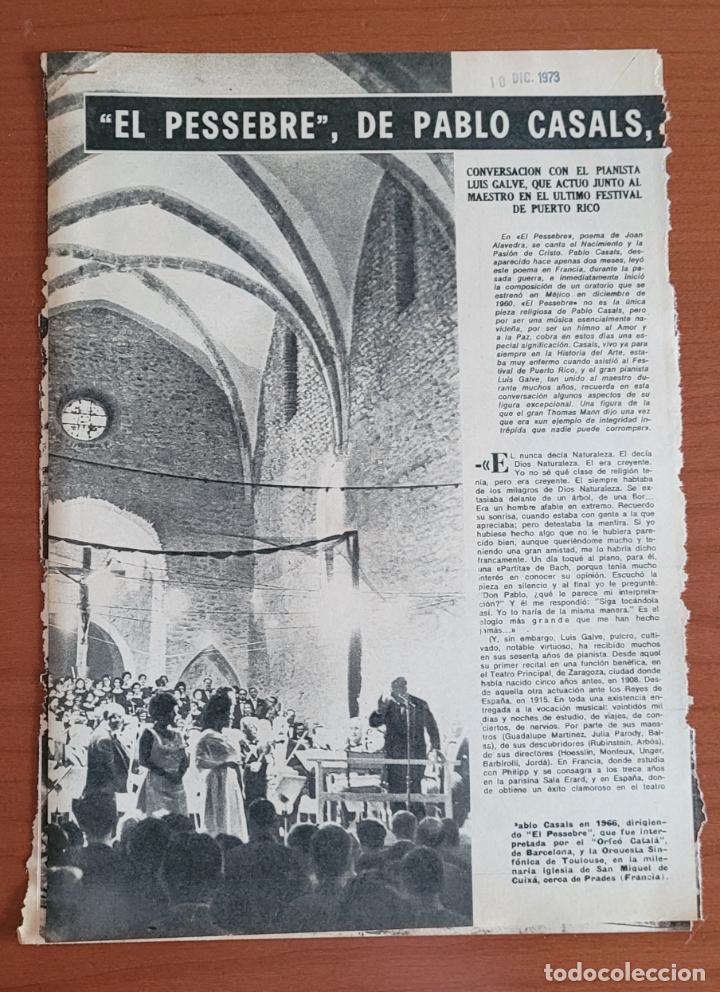 10 DIC. 1973
"EL PESSEBRE", DE PABLO CASALS,
CONVERSACION CON EL PIANISTA
LUIS GALVE, QUE ACTUO JUNTO AL
MAESTRO EN EL ULTIMO FESTIVAL
DE PUERTO RICO
En «El Pessebre», poema de Joan
Alavedra, se canta el Nacimiento y la
Pasión de Cristo. Pablo Casals, des-
aparecido hace apenas dos meses, leyó
este poema en Francia, durante la pa-
sada guerra, e inmediatamente inició
la composición de un oratorio que se
estrenó en Méjico en diciembre de
1960. «El Pessebre» no es la única
pieza religiosa de Pablo Casals, pero
por ser una música esencialmente na-
videña, por ser un himno al Amor y
a la Paz, cobra en estos días una es-
pecial significación. Casals, vivo ya para
siempre en la Historia del Arte, esta-
ba muy enfermo cuando asistió al Fes-
tival de Puerto Rico, y el gran pianista
Luis Galve, tan unido al maestro du-
rante muchos años, recuerda en esta
conversación algunos aspectos de su
figura excepcional. Una figura de la
que el gran Thomas Mann dijo una vez
que era «un ejemplo de integridad in-
trépida que nadie puede corromper».
-«EL nunca decía Naturaleza. El decía
Dios Naturaleza. El era creyente.
Yo no sé qué clase de religión te-
nía, pero era creyente. El siempre hablaba
de los milagros de Dios Naturaleza. Se ex-
tasiaba delante de un árbol, de una flor...
Era un hombre afable en extremo. Recuerdo
su sonrisa, cuando estaba con gente a la que
apreciaba; pero detestaba la mentira. Si yo
hubiese hecho algo que no le hubiera pare-
cido bien, aunque queriéndome mucho y te-
niendo una gran amistad, me lo habría dicho
francamente. Un día toqué al piano, para él,
una «Partita» de Bach, porque tenía mucho
interés en conocer su opinión. Escuchó la
pieza en silencio y al final yo le pregunté:
"Don Pablo, ¿qué le parece mi interpreta-
ción?" Y él me respondió: "Siga tocándola
así. Yo lo haría de la misma manera." Es el
elogio más grande que me han hecho
jamás...»
(Y, sin embargo, Luis Galve, pulcro, culti-
vado, notable virtuoso, ha recibido muchos
en sus sesenta años de pianista. Desde aquel
su primer recital en una función benéfica, en
el Teatro Principal, de Zaragoza, ciudad donde
había nacido cinco años antes, en 1908. Des-
de aquella otra actuación ante los Reyes de
España, en 1915. En toda una existencia en-
tregada a la vocación musical: veintidós mil
días y noches de estudio, de viajes, de con-
ciertos, de nervios. Por parte de sus maes-
tros (Guadalupe Martínez, Julia Parody, Bal-
sa), de sus descubridores (Rubinstein, Arbós),
de sus directores (Hoesslin, Monteux, Unger,
Barbirolli, Jordá). En Francia, donde estudia
con Philipp y se consagra a los trece años
en la parisina Sala Erard, y en España, don-
de obtiene un éxito clamoroso en el teatro
Pablo Casals en 1966, dirigien-
do "El Pessebre", que fue inter-
pretada por el "Orfeó Catalá",
de Barcelona, y la Orquesta Sin-
fónica de Toulouse, en la mile-
naria iglesia de San Miguel de
Cuixá, cerca de Prades (Francia).
todocoleccion.net